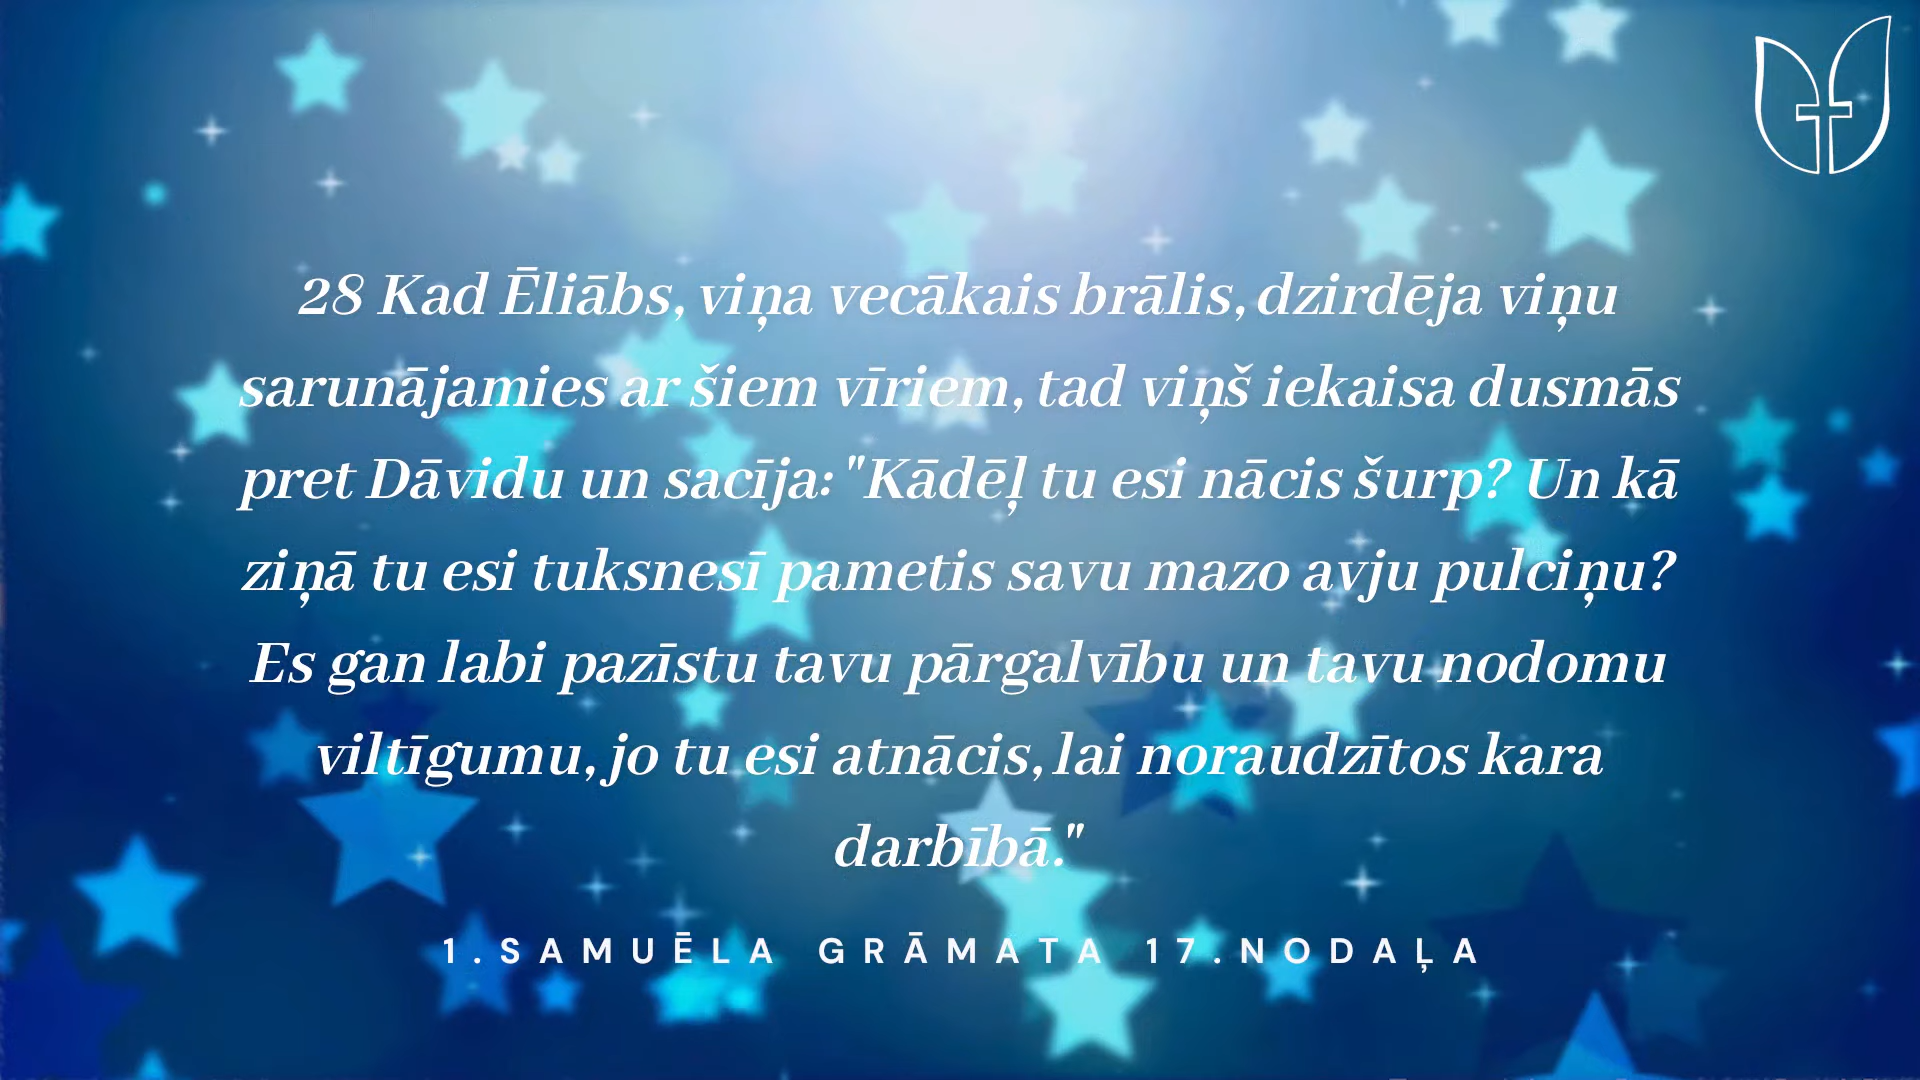 28 Kad Ēliābs, viņa vecākais brālis, dzirdēja viņu
sarunājamies ar šiem vīriem, tad viņš iekaisa dusmās
pret Dāvidu un sacīja: "Kādēļ tu esi nācis šurp? Un kā
ziņā tu esi tuksnesī pametis savu mazo avju pulciņu?
Es gan labi pazīstu tavu pārgalvību un tavu nodomu
viltīgumu, jo tu esi atnācis, lai noraudzītos kara
darbībā."
1. SAMUĒLA GRĀMATA 17. NODAĻA